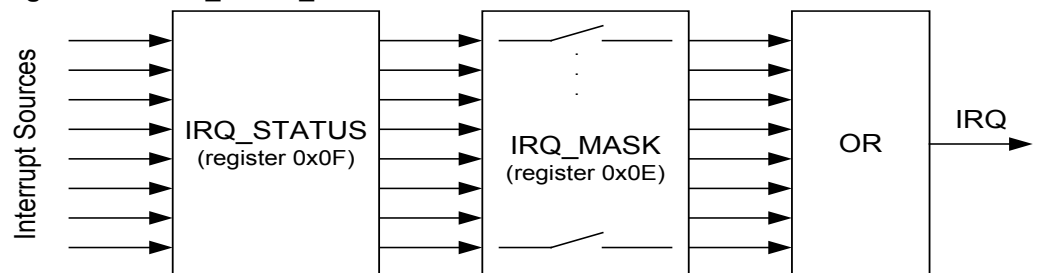 Interrupt Sources
IRQ_STATUS
(register 0x0F)
IRQ_MASK
(register 0x0E)
OR
IRQ